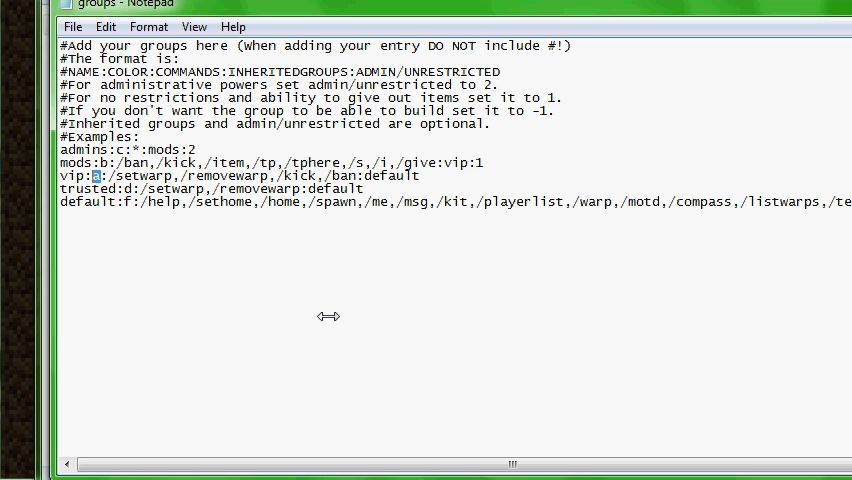 groups - Notepad
File Edit Format View Help
#Add your groups here (When adding your entry DO NOT include #!)
#The format is:
#NAME:COLOR:COMMANDS:INHERITEDGROUPS:ADMIN/UNRESTRICTED
#For administrative powers set admin/unrestricted to 2.
#For no restrictions and ability to give out items set it to 1.
#If you don't want the group to be able to build set it to -1.
#Inherited groups and admin/unrestricted are optional.
#Examples:
admins:c:*:mods:2
mods:b:/ban,/kick,/item,/tp,/tphere,/s,/i,/give:vip:1
vip:a:/setwarp,/removewarp,/kick,/ban:default
trusted:d:/setwarp,/removewarp:default
default:f:/help,/sethome,/home,/spawn,/me,/msg,/kit,/playerlist,/warp,/motd,/compass,/listwarps,/te